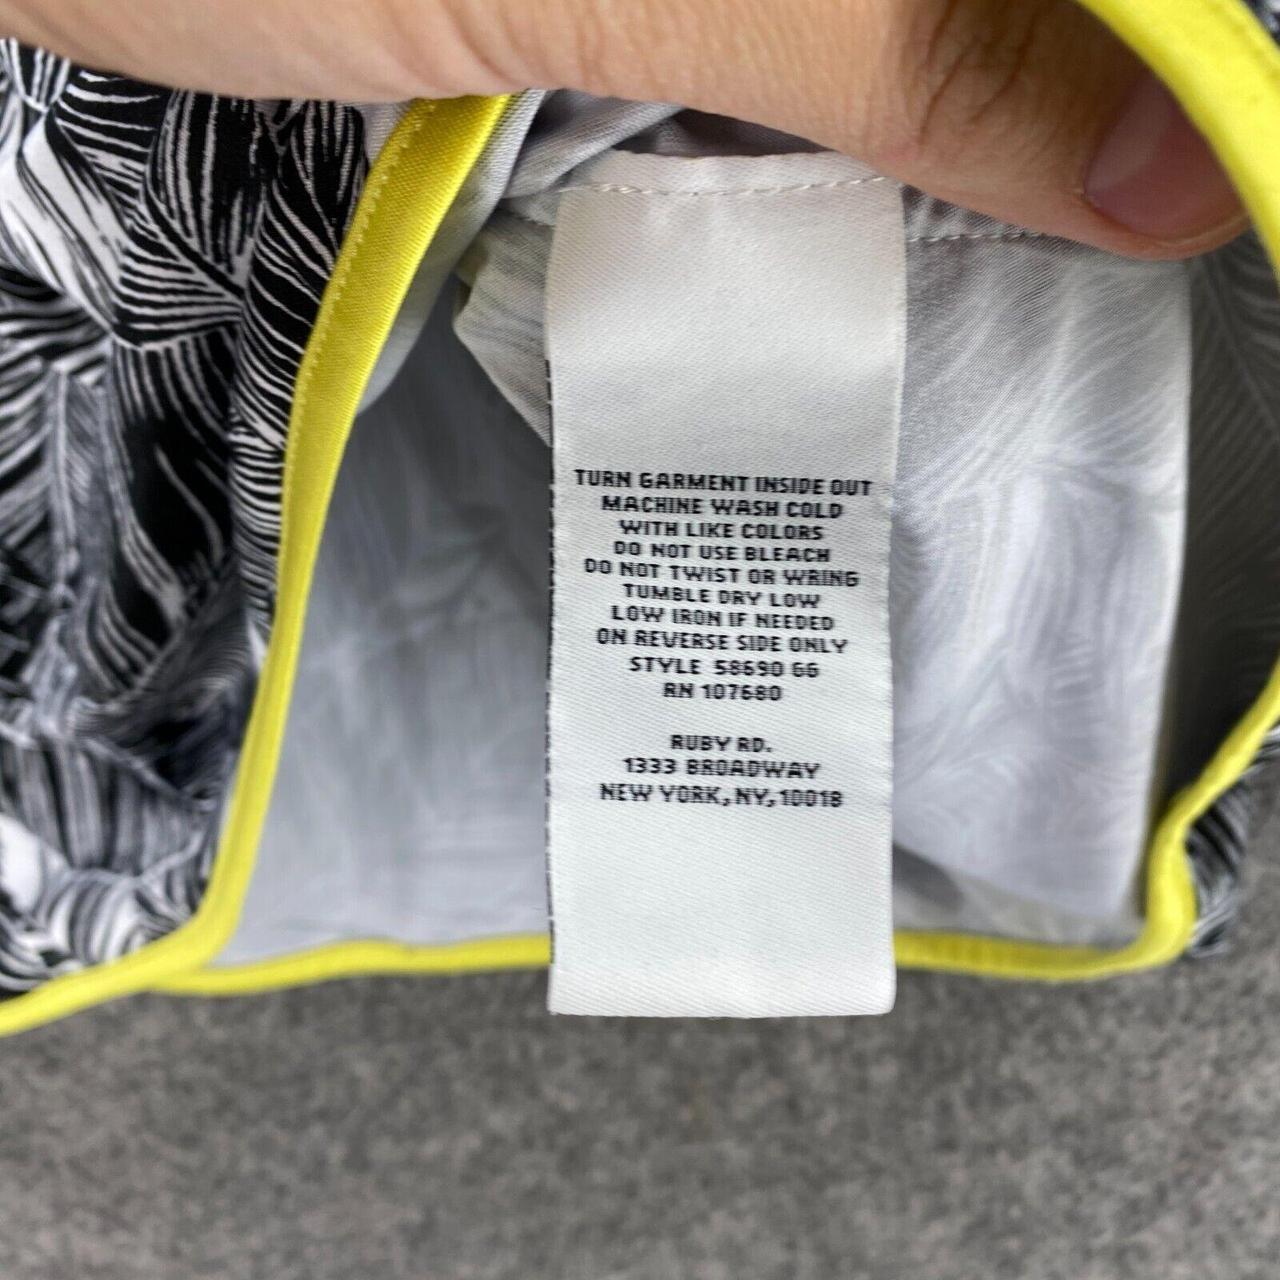 TURN GARMENT INSIDE OUT
MACHINE WASH COLD
WITH LIKE COLORS
DO NOT USE BLEACH
DO NOT TWIST OR WRING
TUMBLE DRY LOW
LOW IRON IF NEEDED
ON REVERSE SIDE ONLY
STYLE 58690 GG
RN 107680
RUBY RD.
1333 BROADWAY
NEW YORK, NY, 10018